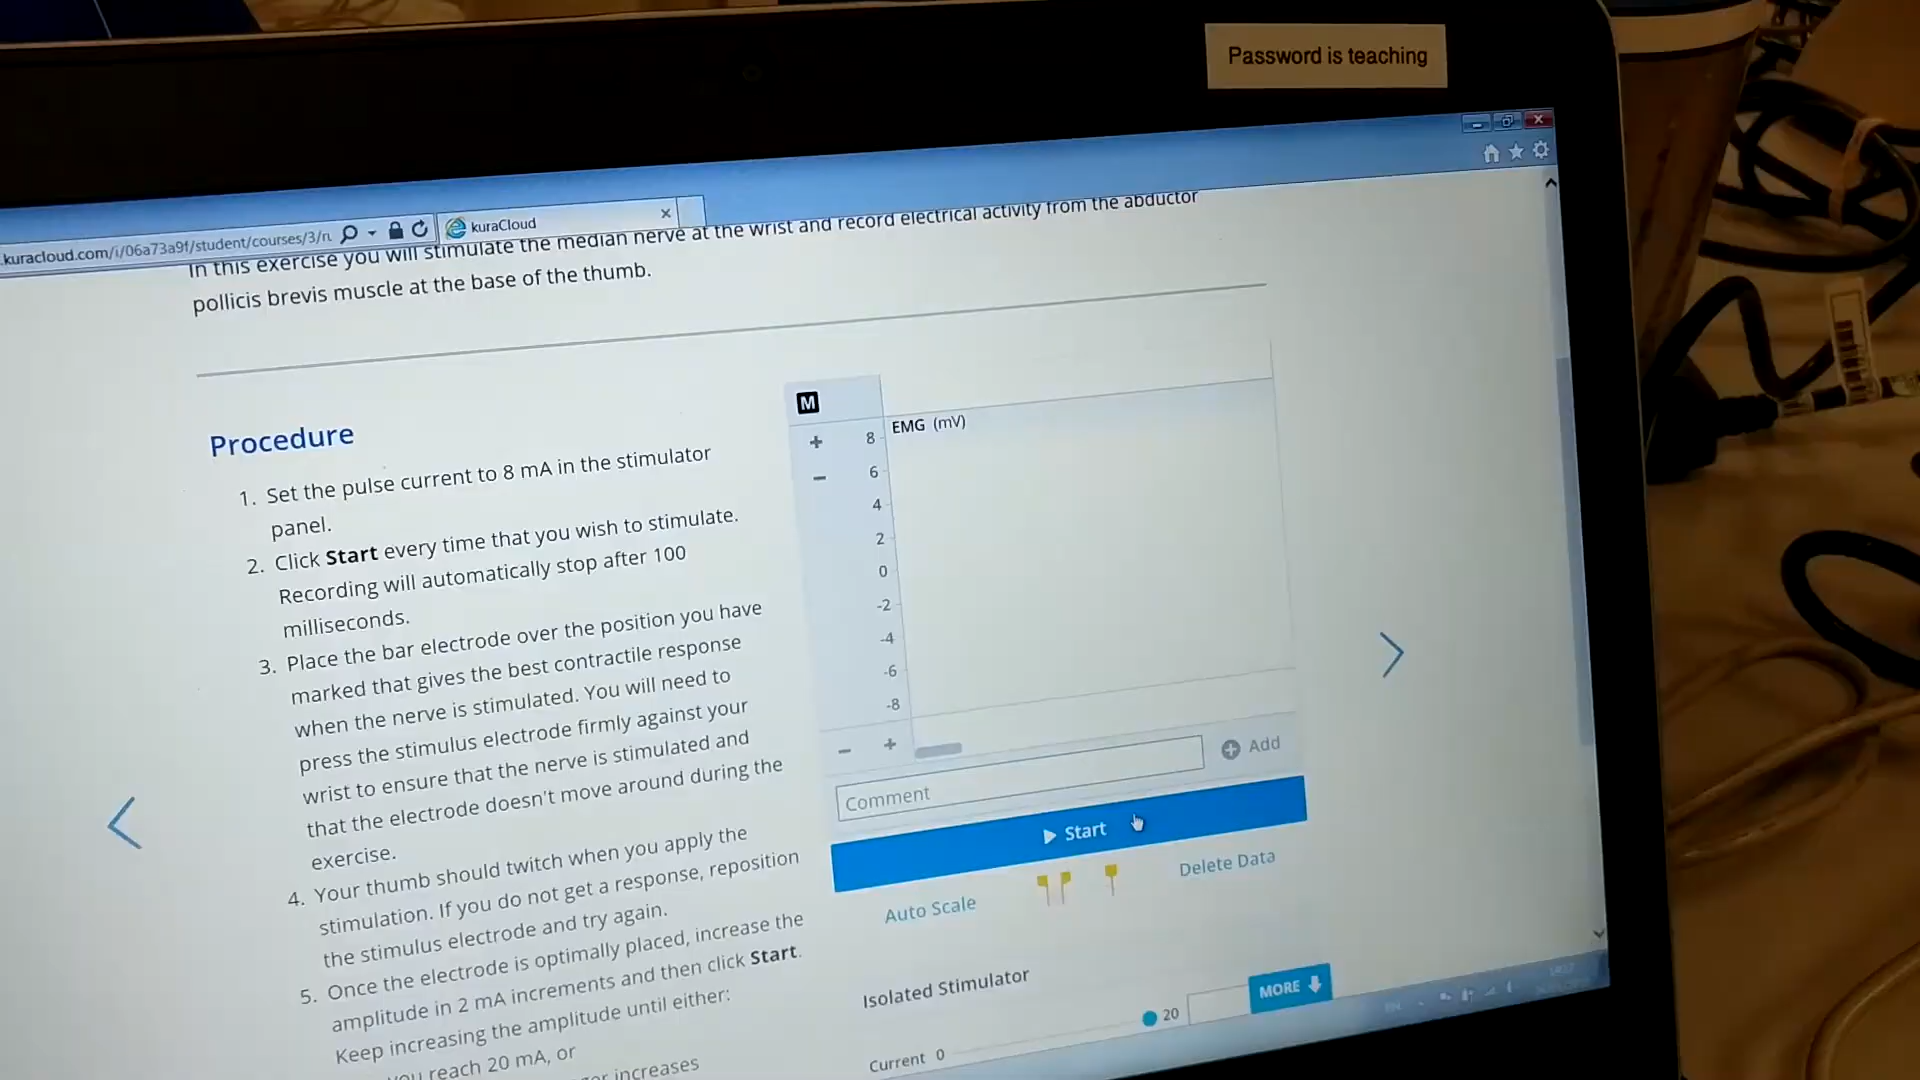 Password is teaching
kuracloud.com/i/06a73a9f/student/courses/3/rι
kuraCloud
In this exercise you will stimulate the median nerve at the wrist and record electrical activity from the abductor
pollicis brevis muscle at the base of the thumb.
Procedure
1. Set the pulse current to 8 mA in the stimulator
panel.
2. Click Start every time that you wish to stimulate.
Recording will automatically stop after 100
milliseconds.
3. Place the bar electrode over the position you have
marked that gives the best contractile response
when the nerve is stimulated. You will need to
press the stimulus electrode firmly against your
wrist to ensure that the nerve is stimulated and
that the electrode doesn't move around during the
exercise.
4. Your thumb should twitch when you apply the
stimulation. If you do not get a response, reposition
the stimulus electrode and try again.
5. Once the electrode is optimally placed, increase the
amplitude in 2 mA increments and then click Start.
Keep increasing the amplitude until either:
you reach 20 mA, or
increases
M
EMG (mV)
8
6
4
2
0
-2
-4
-6
-8
Comment
Add
Start
Auto Scale
Delete Data
Isolated Stimulator
MORE
Current 0
20